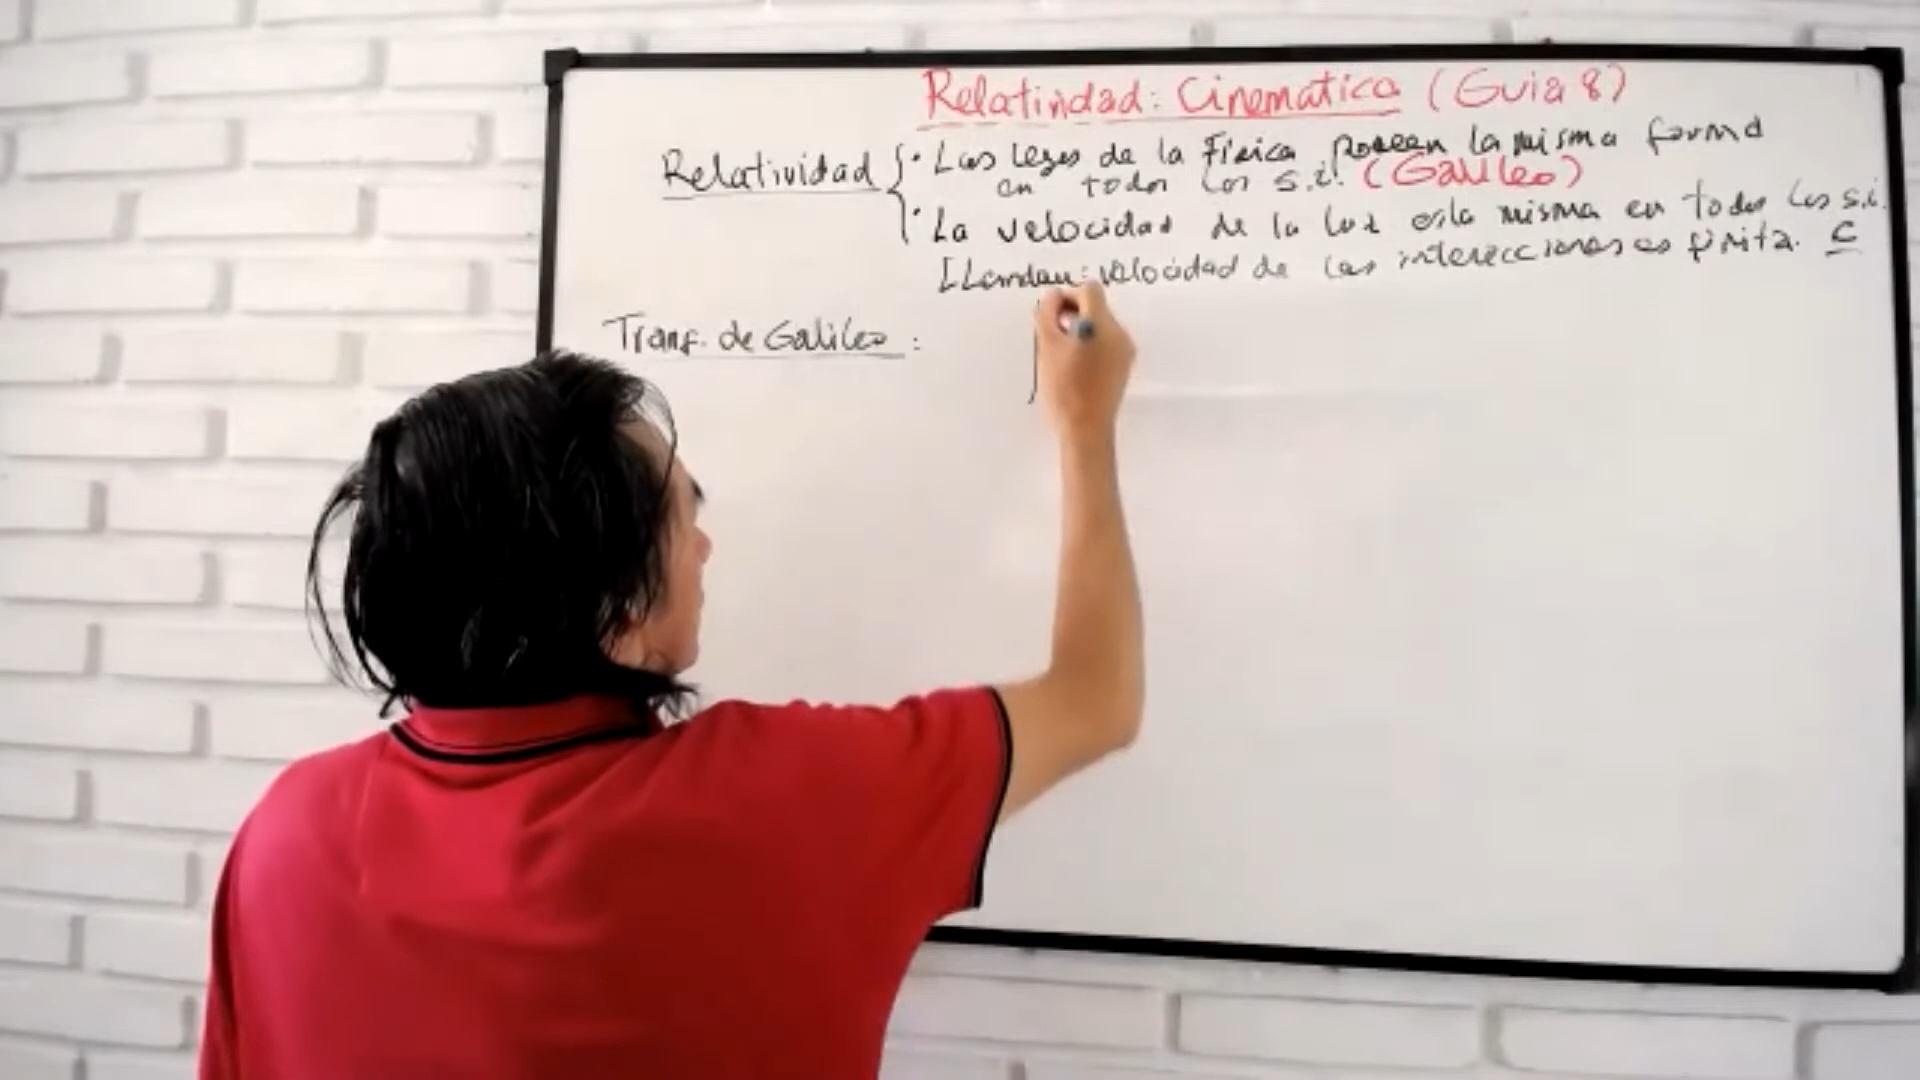 Relatividad: Cinematica (Guia 8)
Relatividad { · Las leyes de la Física poseen la misma forma
en todos los s.i. (Galileo)
· La velocidad de la luz es la misma en todos los s.i.
[Landau: velocidad de las interacciones es finita. c
Transf. de Galileo :